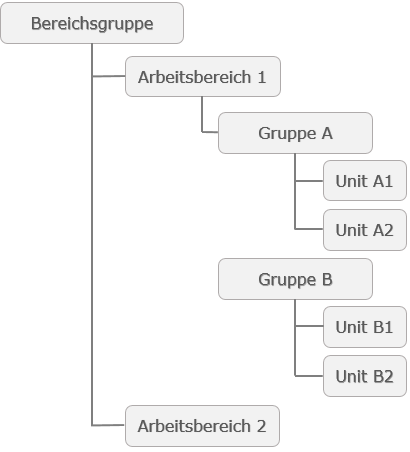 Bereichsgruppe
Arbeitsbereich 1
Gruppe A
Unit A1
Unit A2
Gruppe B
Unit B1
Unit B2
Arbeitsbereich 2